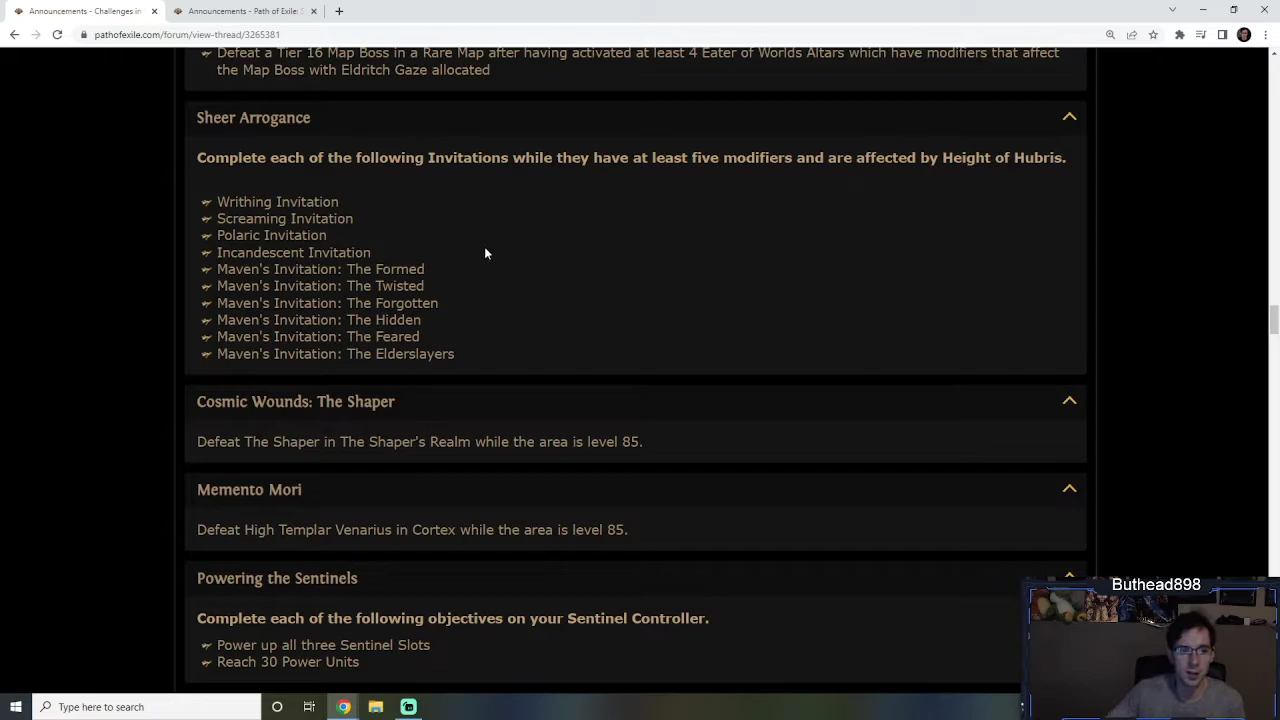 Announcements - Challenges in
Announcements - Path of Exile: S
pathofexile.com/forum/view-thread/3265381
Defeat a Tier 16 Map Boss in a Rare Map after having activated at least 4 Eater of Worlds Altars which have modifiers that affect
the Map Boss with Eldritch Gaze allocated
Sheer Arrogance
Complete each of the following Invitations while they have at least five modifiers and are affected by Height of Hubris.
Writhing Invitation
Screaming Invitation
Polaric Invitation
Incandescent Invitation
Maven's Invitation: The Formed
Maven's Invitation: The Twisted
Maven's Invitation: The Forgotten
Maven's Invitation: The Hidden
Maven's Invitation: The Feared
Maven's Invitation: The Elderslayers
Cosmic Wounds: The Shaper
Defeat The Shaper in The Shaper's Realm while the area is level 85.
Memento Mori
Defeat High Templar Venarius in Cortex while the area is level 85.
Powering the Sentinels
Complete each of the following objectives on your Sentinel Controller.
Power up all three Sentinel Slots
Reach 30 Power Units
Buthead898
Type here to search